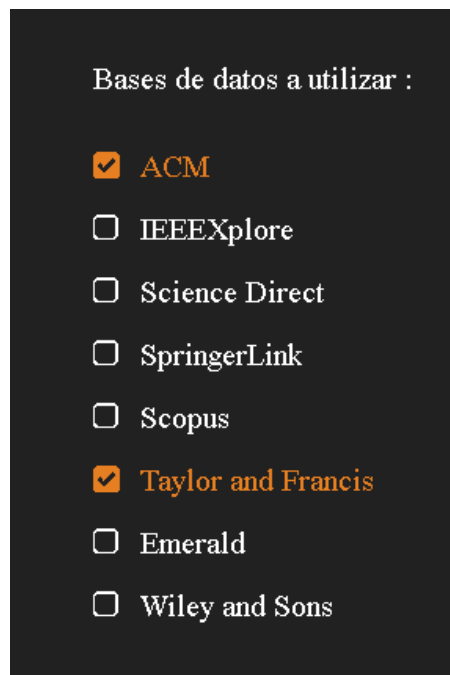 Bases de datos a utilizar :
ACM
IEEEXplore
Science Direct
SpringerLink
Scopus
Taylor and Francis
Emerald
Wiley and Sons